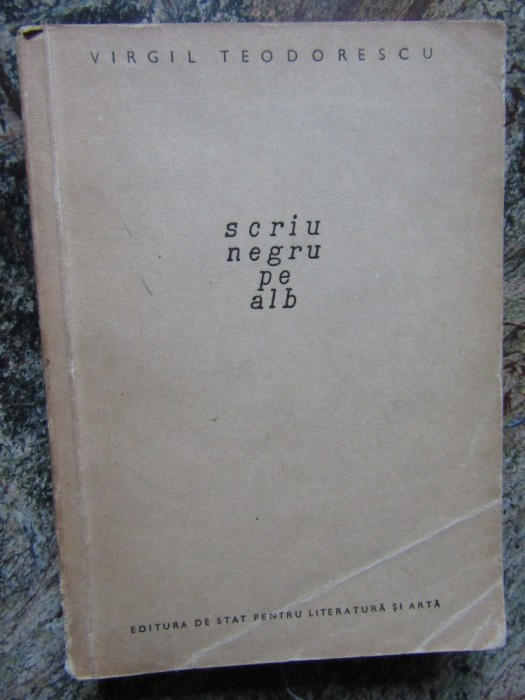 VIRGIL TEODORESCU
scriu
negru
pe
alb
EDITURA DE STAT PENTRU LITERATURĂ ȘI ARTĂ